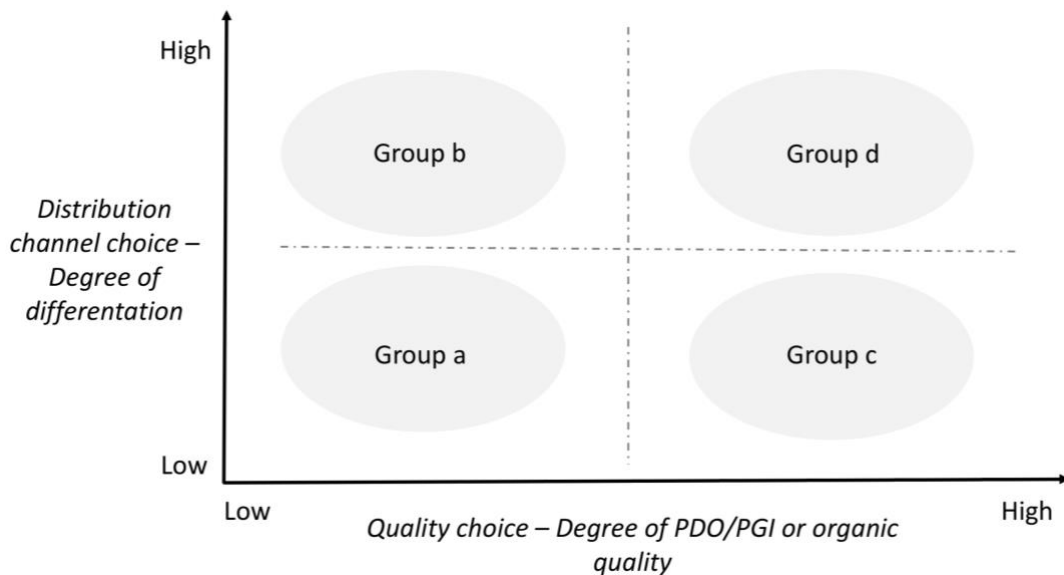 High
Group b
Group d
Distribution
channel choice –
Degree of
differentation
Group a
Group c
Low
Low
High
Quality choice – Degree of PDO/PGI or organic
quality